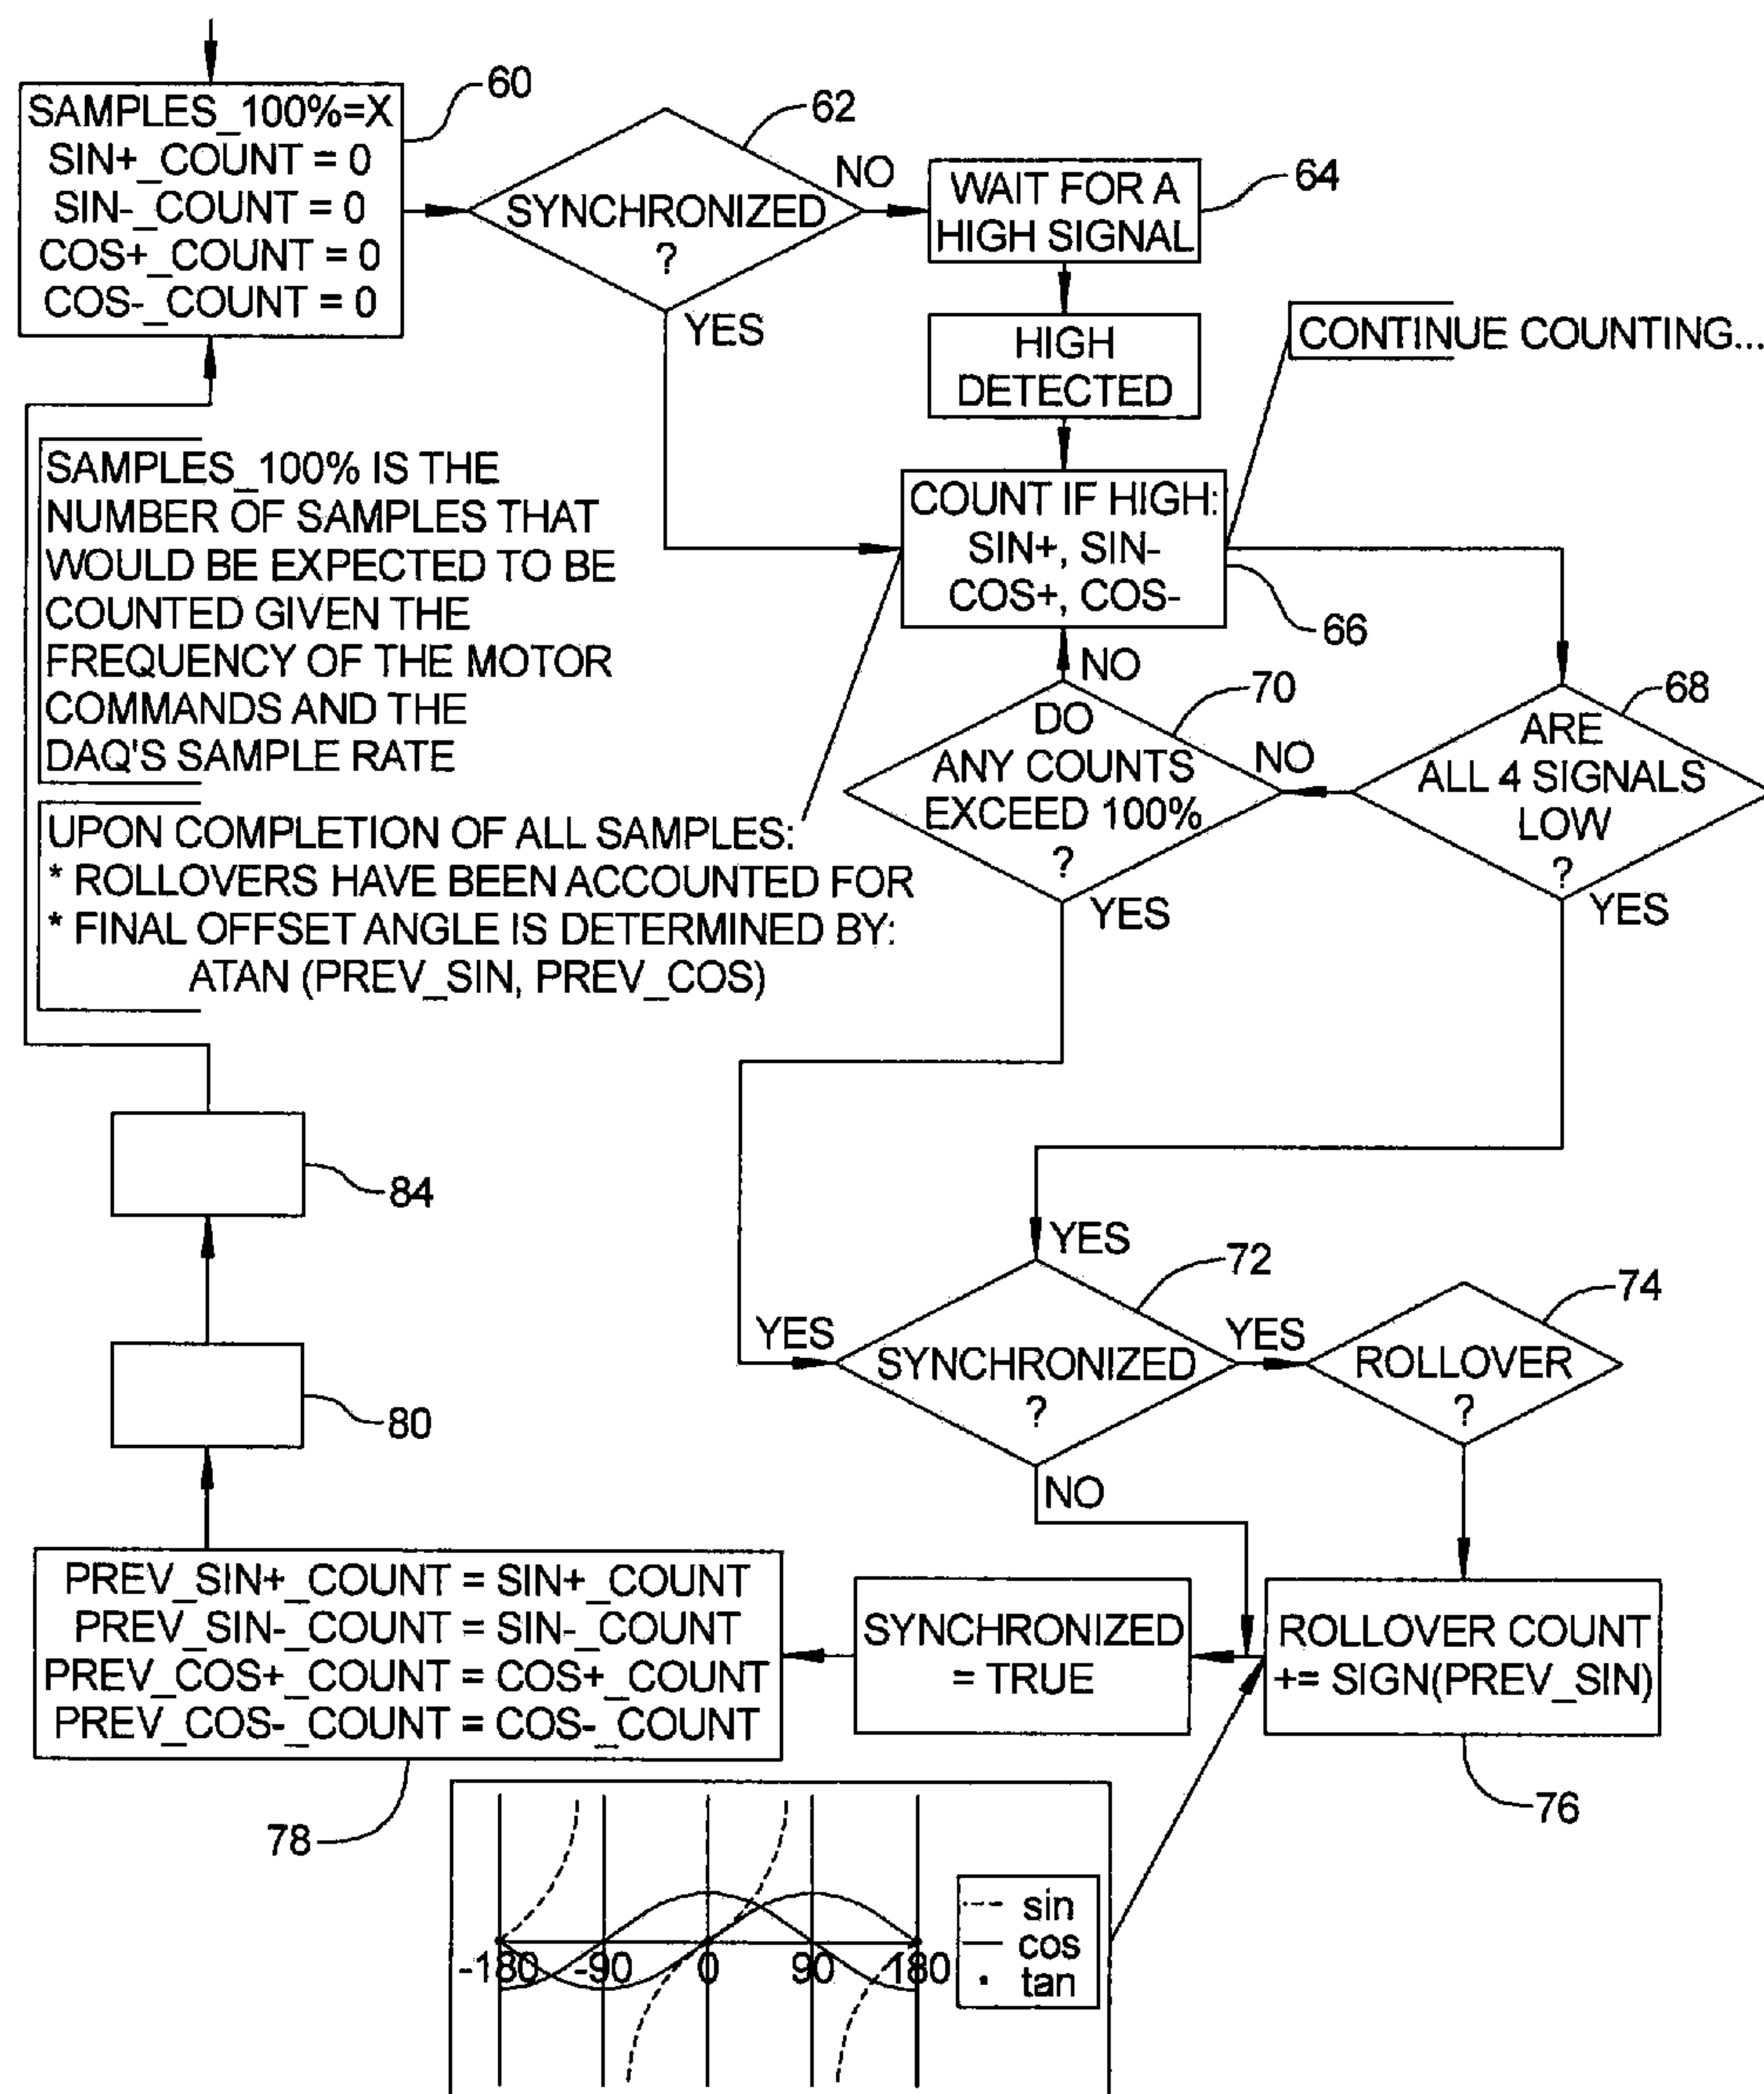 SAMPLES_100%=X
SIN+_COUNT = 0
SIN-_COUNT = 0
COS+_COUNT = 0
COS-_COUNT = 0
60
62
SYNCHRONIZED
?
NO
YES
WAIT FOR A
HIGH SIGNAL
64
HIGH
DETECTED
CONTINUE COUNTING...
COUNT IF HIGH:
SIN+, SIN-
COS+, COS-
66
SAMPLES_100% IS THE
NUMBER OF SAMPLES THAT
WOULD BE EXPECTED TO BE
COUNTED GIVEN THE
FREQUENCY OF THE MOTOR
COMMANDS AND THE
DAQ'S SAMPLE RATE
UPON COMPLETION OF ALL SAMPLES:
* ROLLOVERS HAVE BEEN ACCOUNTED FOR
* FINAL OFFSET ANGLE IS DETERMINED BY:
ATAN (PREV_SIN, PREV_COS)
NO
70
DO
ANY COUNTS
EXCEED 100%
?
YES
NO
68
ARE
ALL 4 SIGNALS
LOW
?
YES
84
80
YES
YES
72
SYNCHRONIZED
?
YES
NO
74
ROLLOVER
?
ROLLOVER COUNT
+= SIGN(PREV_SIN)
76
SYNCHRONIZED
= TRUE
PREV_SIN+_COUNT = SIN+_COUNT
PREV_SIN-_COUNT = SIN-_COUNT
PREV_COS+_COUNT = COS+_COUNT
PREV_COS-_COUNT = COS-_COUNT
78
-180 -90 0 90 180
sin
cos
tan